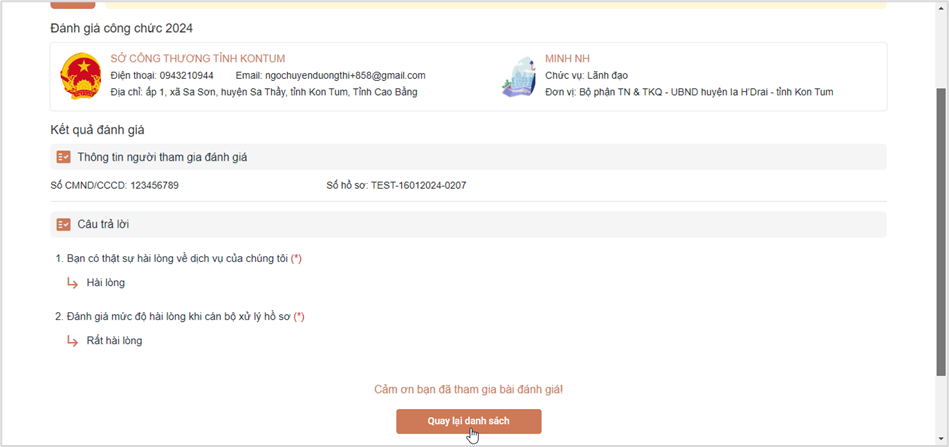 Đánh giá công chức 2024
SỞ CÔNG THƯƠNG TỈNH KONTUM
Điện thoại: 0943210944 Email: ngochuyenduongthi+858@gmail.com
Địa chỉ: ấp 1, xã Sa Sơn, huyện Sa Thầy, tỉnh Kon Tum, Tỉnh Cao Bằng
MINH NH
Chức vụ: Lãnh đạo
Đơn vị: Bộ phận TN & TKQ - UBND huyện Ia H'Drai - tỉnh Kon Tum
Kết quả đánh giá
Thông tin người tham gia đánh giá
Số CMND/CCCD: 123456789 Số hồ sơ: TEST-16012024-0207
Câu trả lời
1. Bạn có thật sự hài lòng về dịch vụ của chúng tôi (*)
Hài lòng
2. Đánh giá mức độ hài lòng khi cán bộ xử lý hồ sơ (*)
Rất hài lòng
Cảm ơn bạn đã tham gia bài đánh giá!
Quay lại danh sách